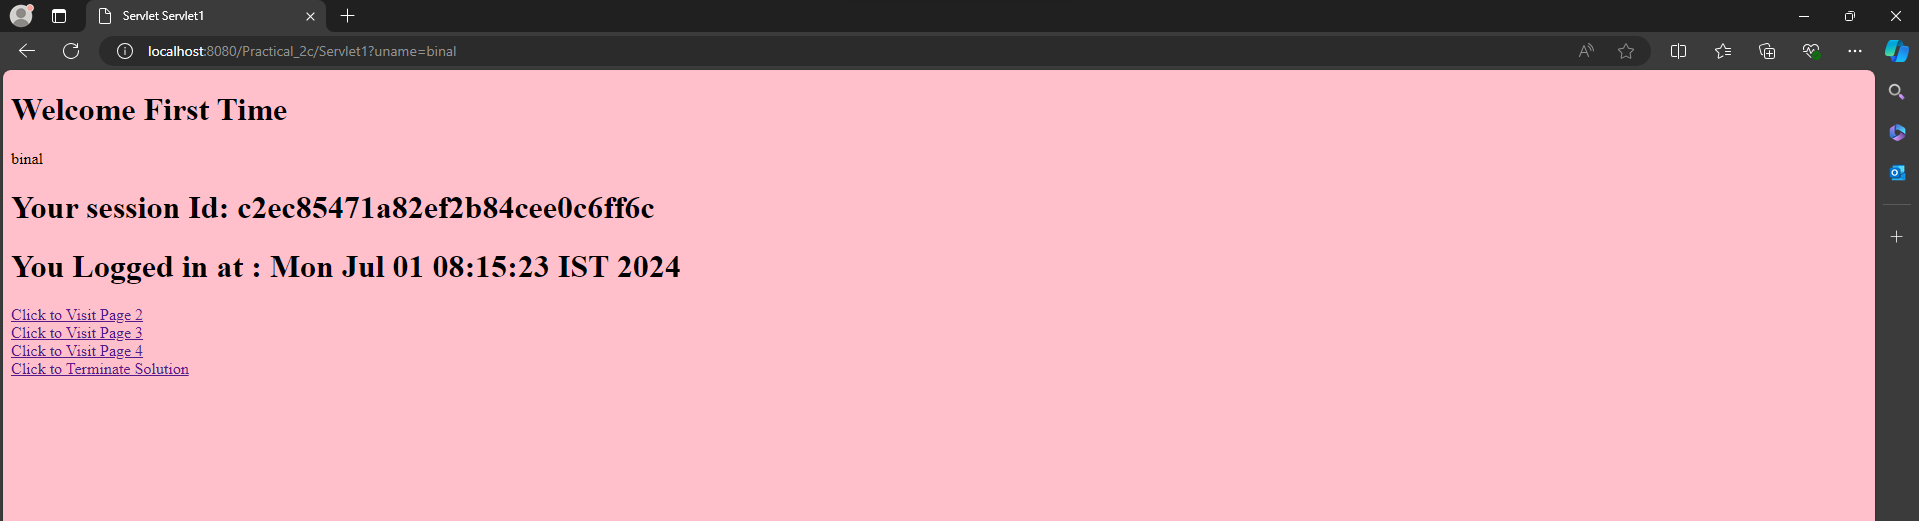 Servlet Servlet1
localhost:8080/Practical_2c/Servlet1?uname=binal
Welcome First Time
binal
Your session Id: c2ec85471a82ef2b84cee0c6ff6c
You Logged in at : Mon Jul 01 08:15:23 IST 2024
Click to Visit Page 2
Click to Visit Page 3
Click to Visit Page 4
Click to Terminate Solution